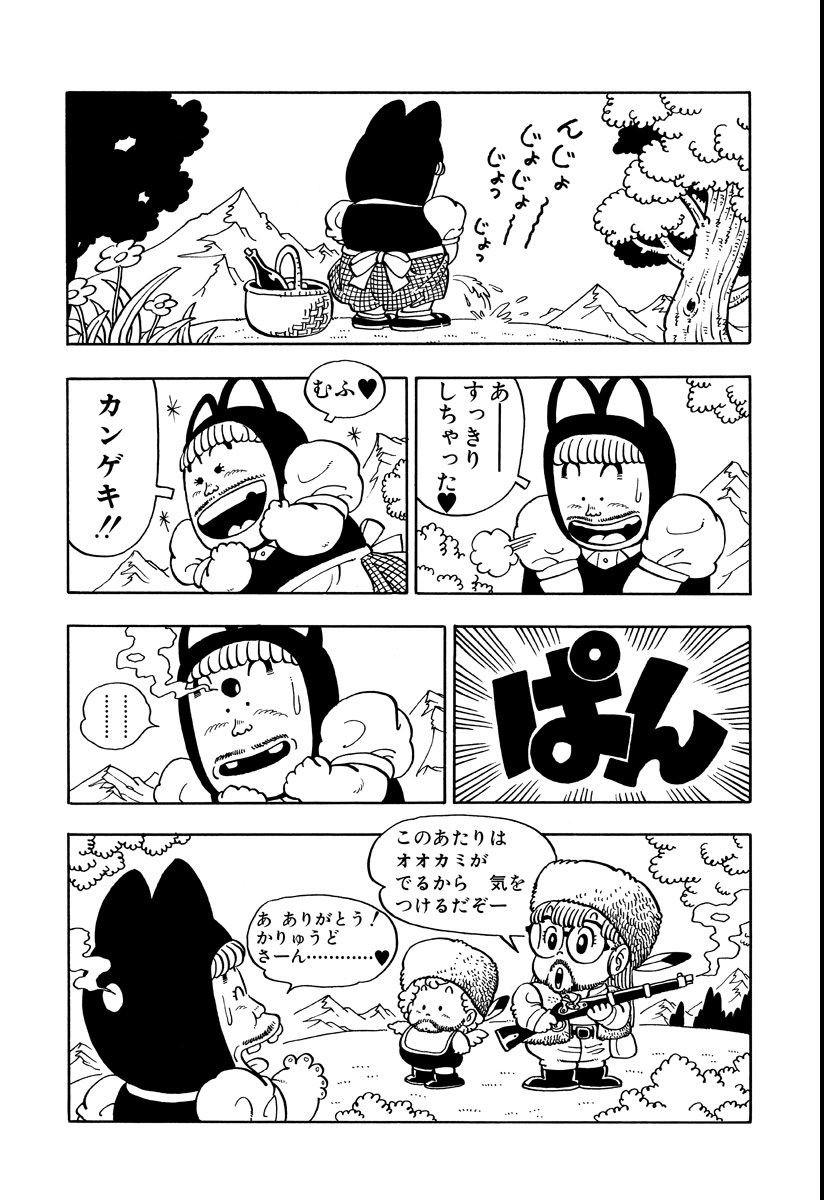 んじょ
じょじょ〜
じょ〜〜
じょっ
じょっ
あ――
すっきり
しちゃった♥
むふ♥
カンゲキ!!
ぱん
………
………
このあたりは
オオカミが
でるから 気を
つけるだぞー
あ ありがとう!
かりゅうど
さーん…………♥